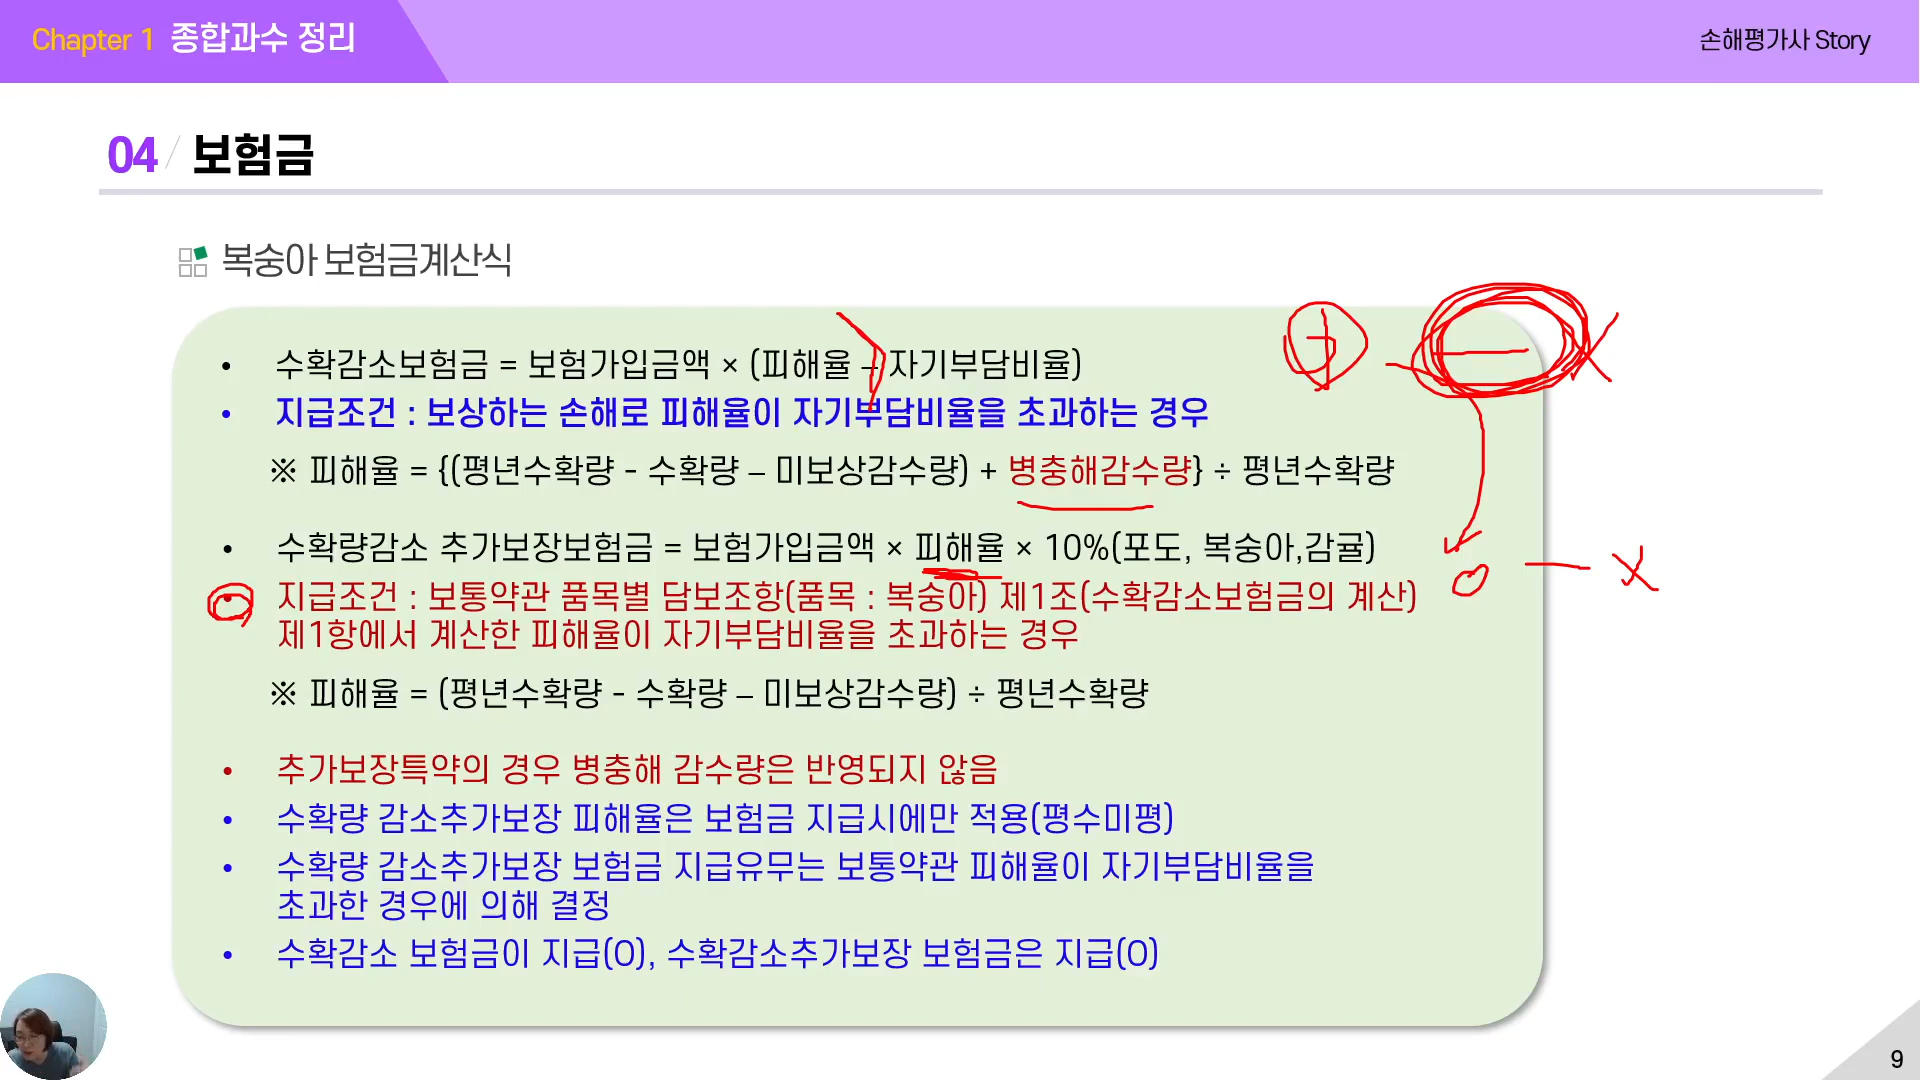 Chapter 1 종합과수 정리
손해평가사 Story
04 / 보험금
복숭아 보험금계산식
• 수확감소보험금 = 보험가입금액 × (피해율 – 자기부담비율)
• 지급조건 : 보상하는 손해로 피해율이 자기부담비율을 초과하는 경우
※ 피해율 = {(평년수확량 - 수확량 – 미보상감수량) + 병충해감수량} ÷ 평년수확량
• 수확량감소 추가보장보험금 = 보험가입금액 × 피해율 × 10%(포도, 복숭아,감귤)
• 지급조건 : 보통약관 품목별 담보조항(품목 : 복숭아) 제1조(수확감소보험금의 계산)
제1항에서 계산한 피해율이 자기부담비율을 초과하는 경우
※ 피해율 = (평년수확량 - 수확량 – 미보상감수량) ÷ 평년수확량
• 추가보장특약의 경우 병충해 감수량은 반영되지 않음
• 수확량 감소추가보장 피해율은 보험금 지급시에만 적용(평수미평)
• 수확량 감소추가보장 보험금 지급유무는 보통약관 피해율이 자기부담비율을
초과한 경우에 의해 결정
• 수확감소 보험금이 지급(O), 수확감소추가보장 보험금은 지급(O)
9